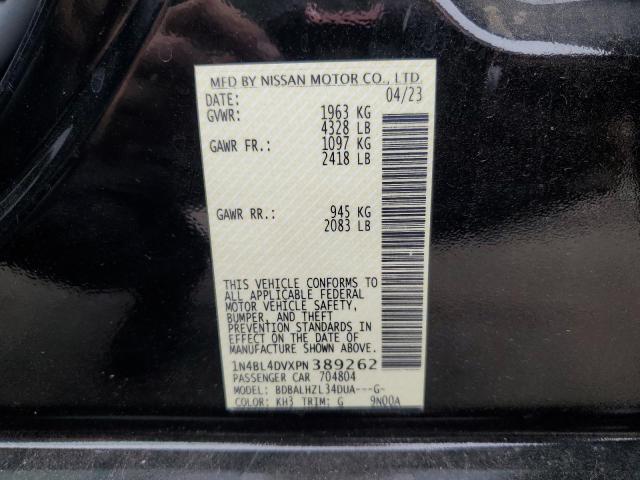 MFD BY NISSAN MOTOR CO., LTD.
DATE: 04/23
GVWR: 1963 KG
4328 LB
GAWR FR.: 1097 KG
2418 LB
GAWR RR.: 945 KG
2083 LB
THIS VEHICLE CONFORMS TO
ALL APPLICABLE FEDERAL
MOTOR VEHICLE SAFETY,
BUMPER, AND THEFT
PREVENTION STANDARDS IN
EFFECT ON THE DATE OF
MANUFACTURE SHOWN ABOVE.
1N4BL4DVXPN389262
PASSENGER CAR 704804
MODEL: BDBALHZL34DUA---G-
COLOR: KH3 TRIM: G 9N00A